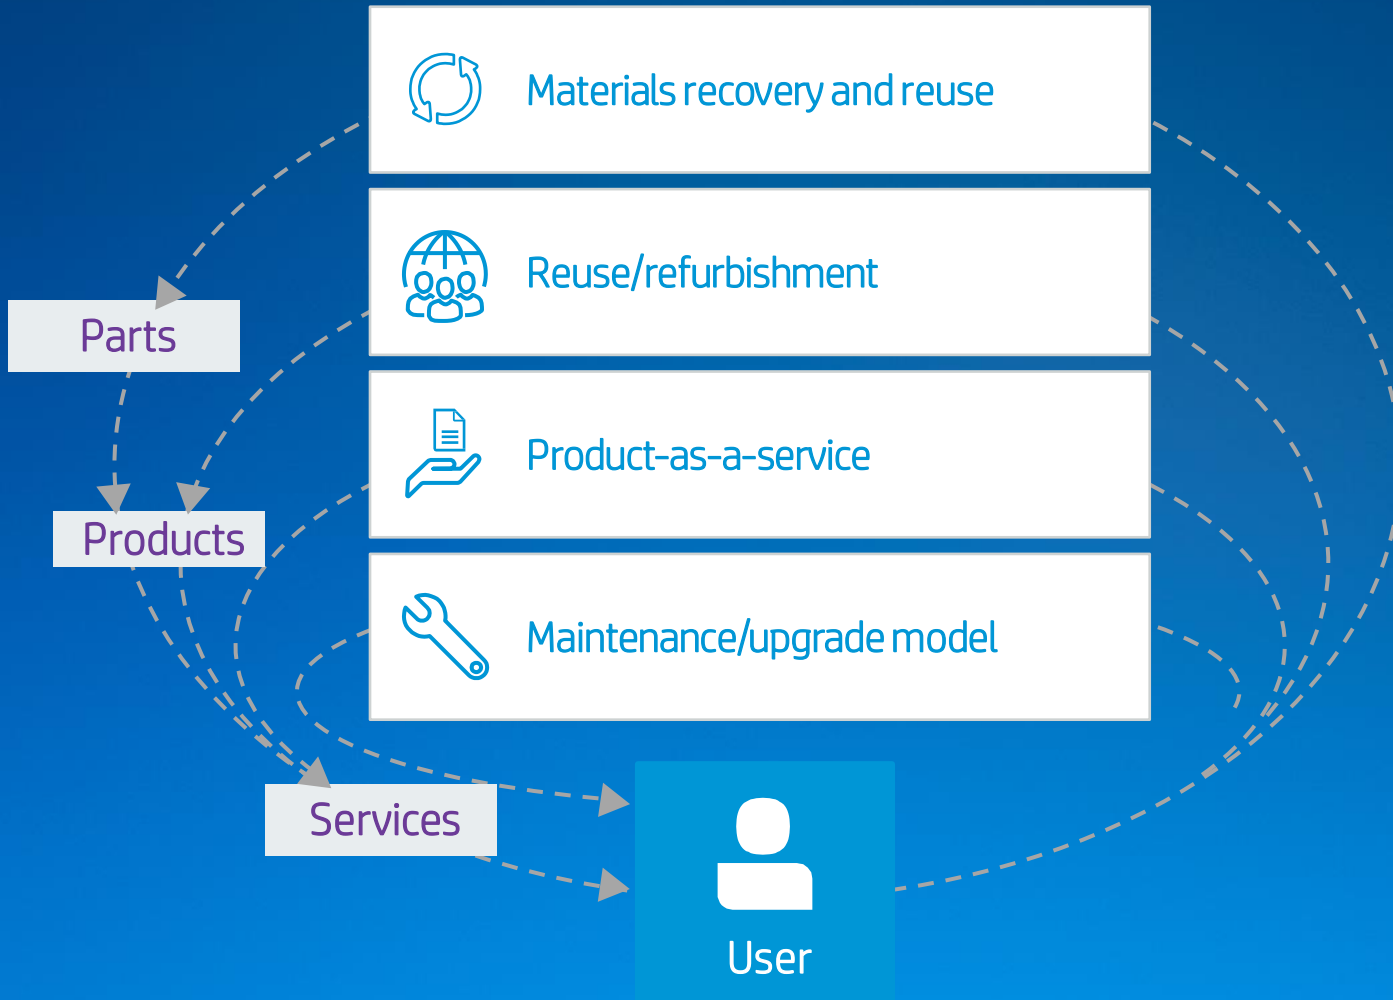 Materials recovery and reuse
Reuse/refurbishment
Parts
Product-as-a-service
Products
Maintenance/upgrade model
Services
User